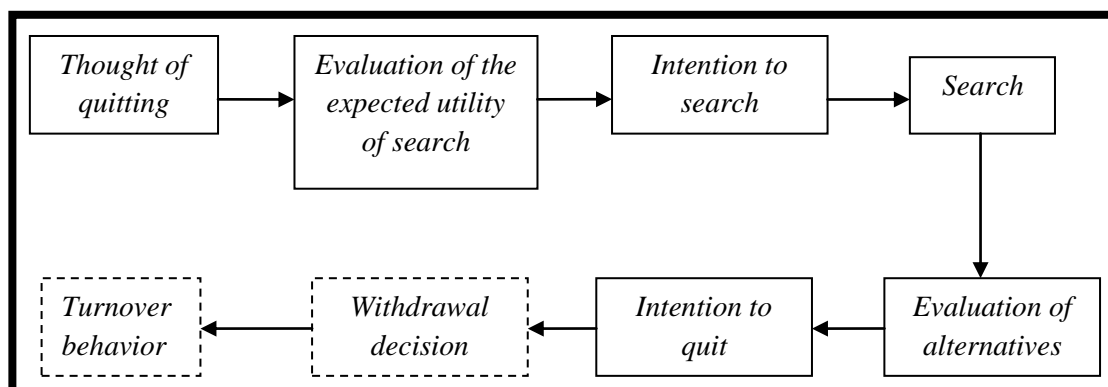 Thought of
quitting
Evaluation of the
expected utility
of search
Intention to
search
Search
Evaluation of
alternatives
Intention to
quit
Withdrawal
decision
Turnover
behavior